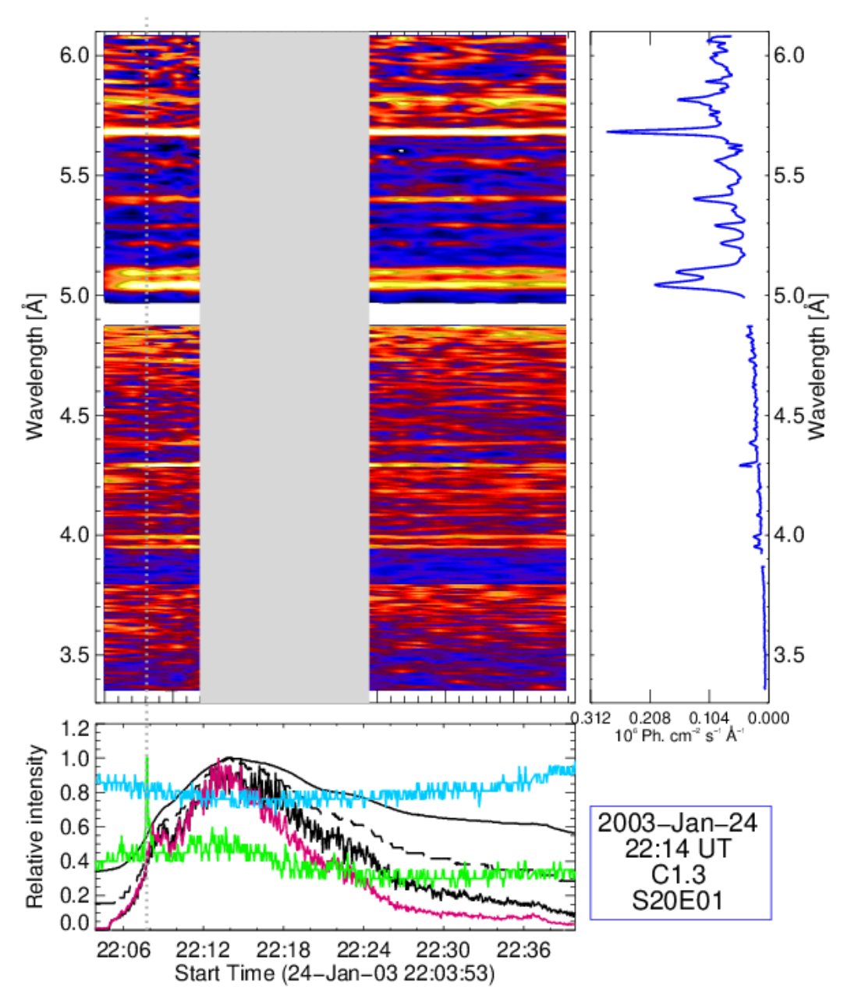 6.0
5.5
5.0
4.5
4.0
3.5
Wavelength [Å]
6.0
5.5
5.0
4.5
4.0
3.5
Wavelength [Å]
0.312 0.208 0.104 0.000
10⁶ Ph. cm⁻² s⁻¹ Å⁻¹
1.2
1.0
0.8
0.6
0.4
0.2
0.0
Relative intensity
22:06 22:12 22:18 22:24 22:30 22:36
Start Time (24−Jan−03 22:03:53)
2003−Jan−24
22:14 UT
C1.3
S20E01